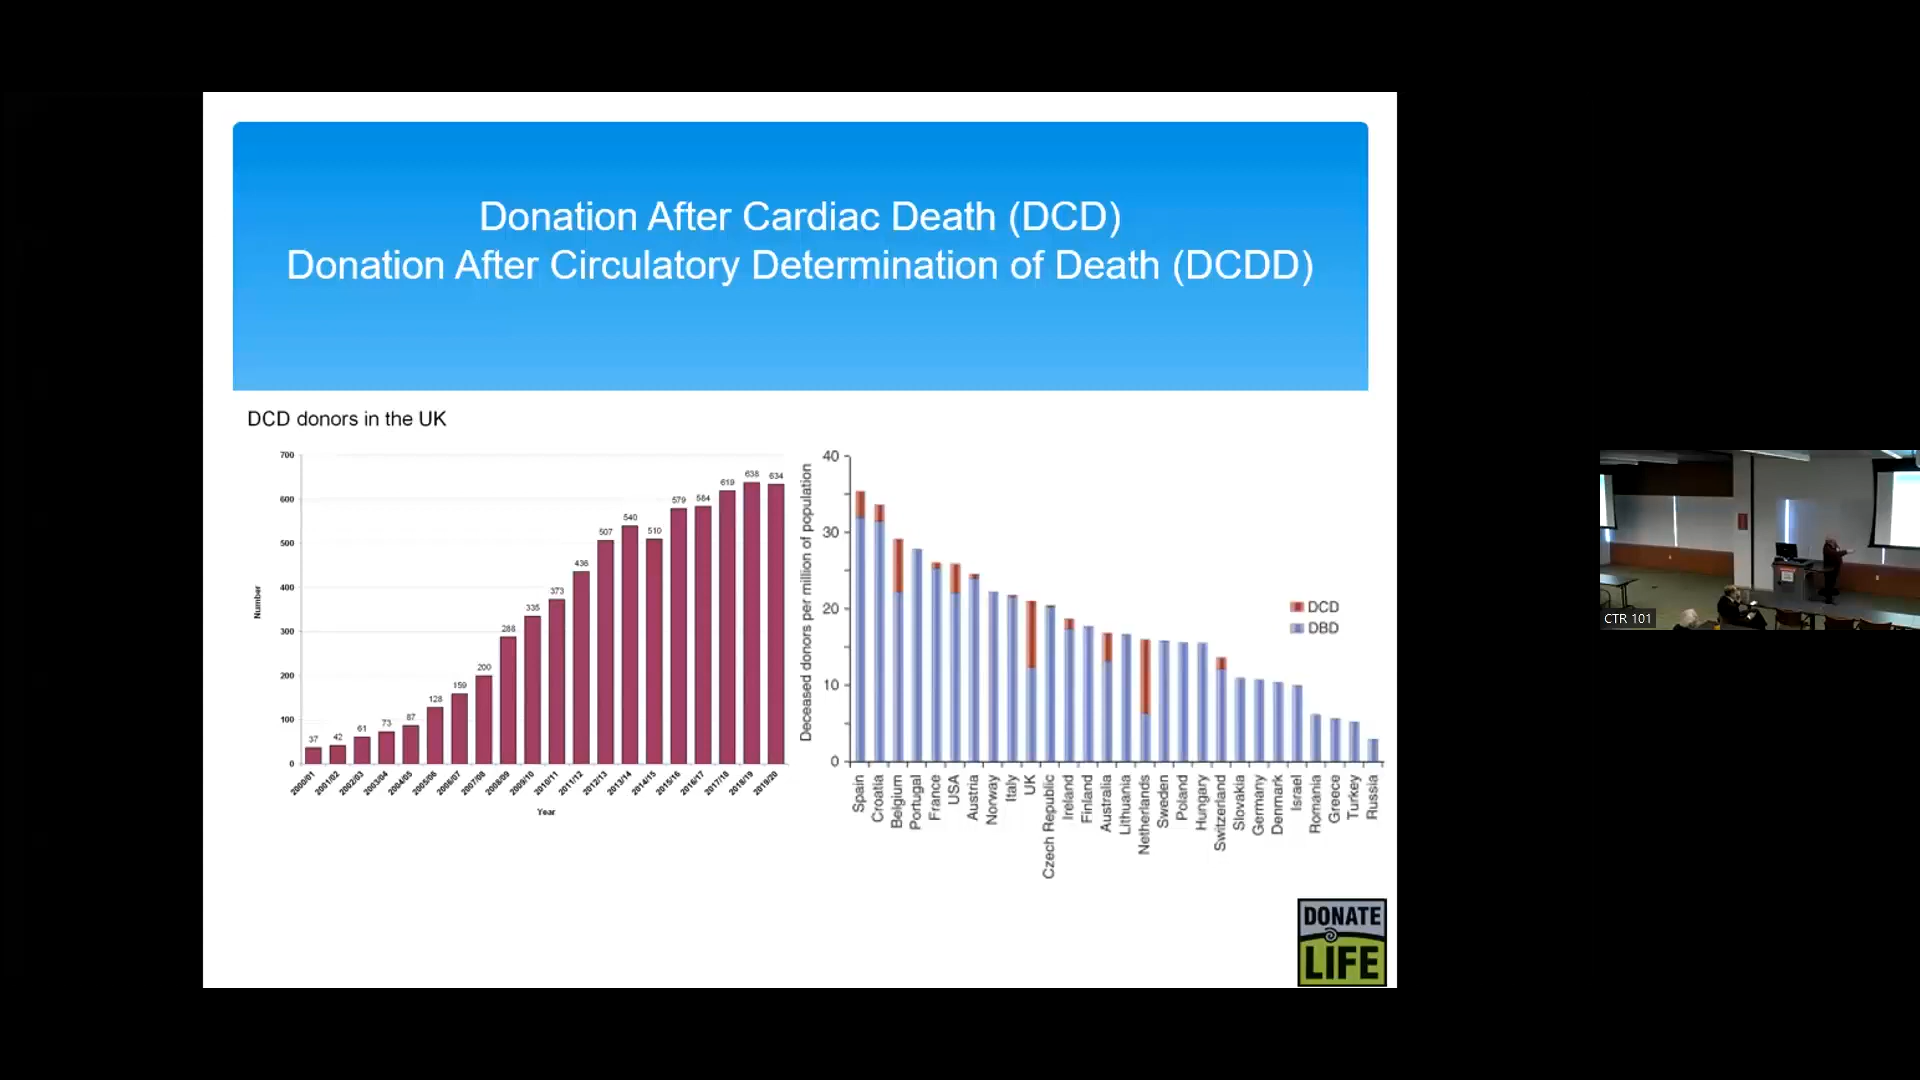 Donation After Cardiac Death (DCD)
Donation After Circulatory Determination of Death (DCDD)
DCD donors in the UK
700
600
500
400
300
200
100
0
Number
37
42
61
73
87
128
159
200
288
335
373
436
507
540
510
579
584
619
638
634
2000/01
2001/02
2002/03
2003/04
2004/05
2005/06
2006/07
2007/08
2008/09
2009/10
2010/11
2011/12
2012/13
2013/14
2014/15
2015/16
2016/17
2017/18
2018/19
2019/20
Year
Deceased donors per million of population
40
30
20
10
0
DCD
DBD
Spain
Croatia
Belgium
Portugal
France
USA
Austria
Norway
Italy
UK
Czech Republic
Ireland
Finland
Australia
Lithuania
Netherlands
Sweden
Poland
Hungary
Switzerland
Slovakia
Germany
Denmark
Israel
Romania
Greece
Turkey
Russia
DONATE
LIFE
CTR 101